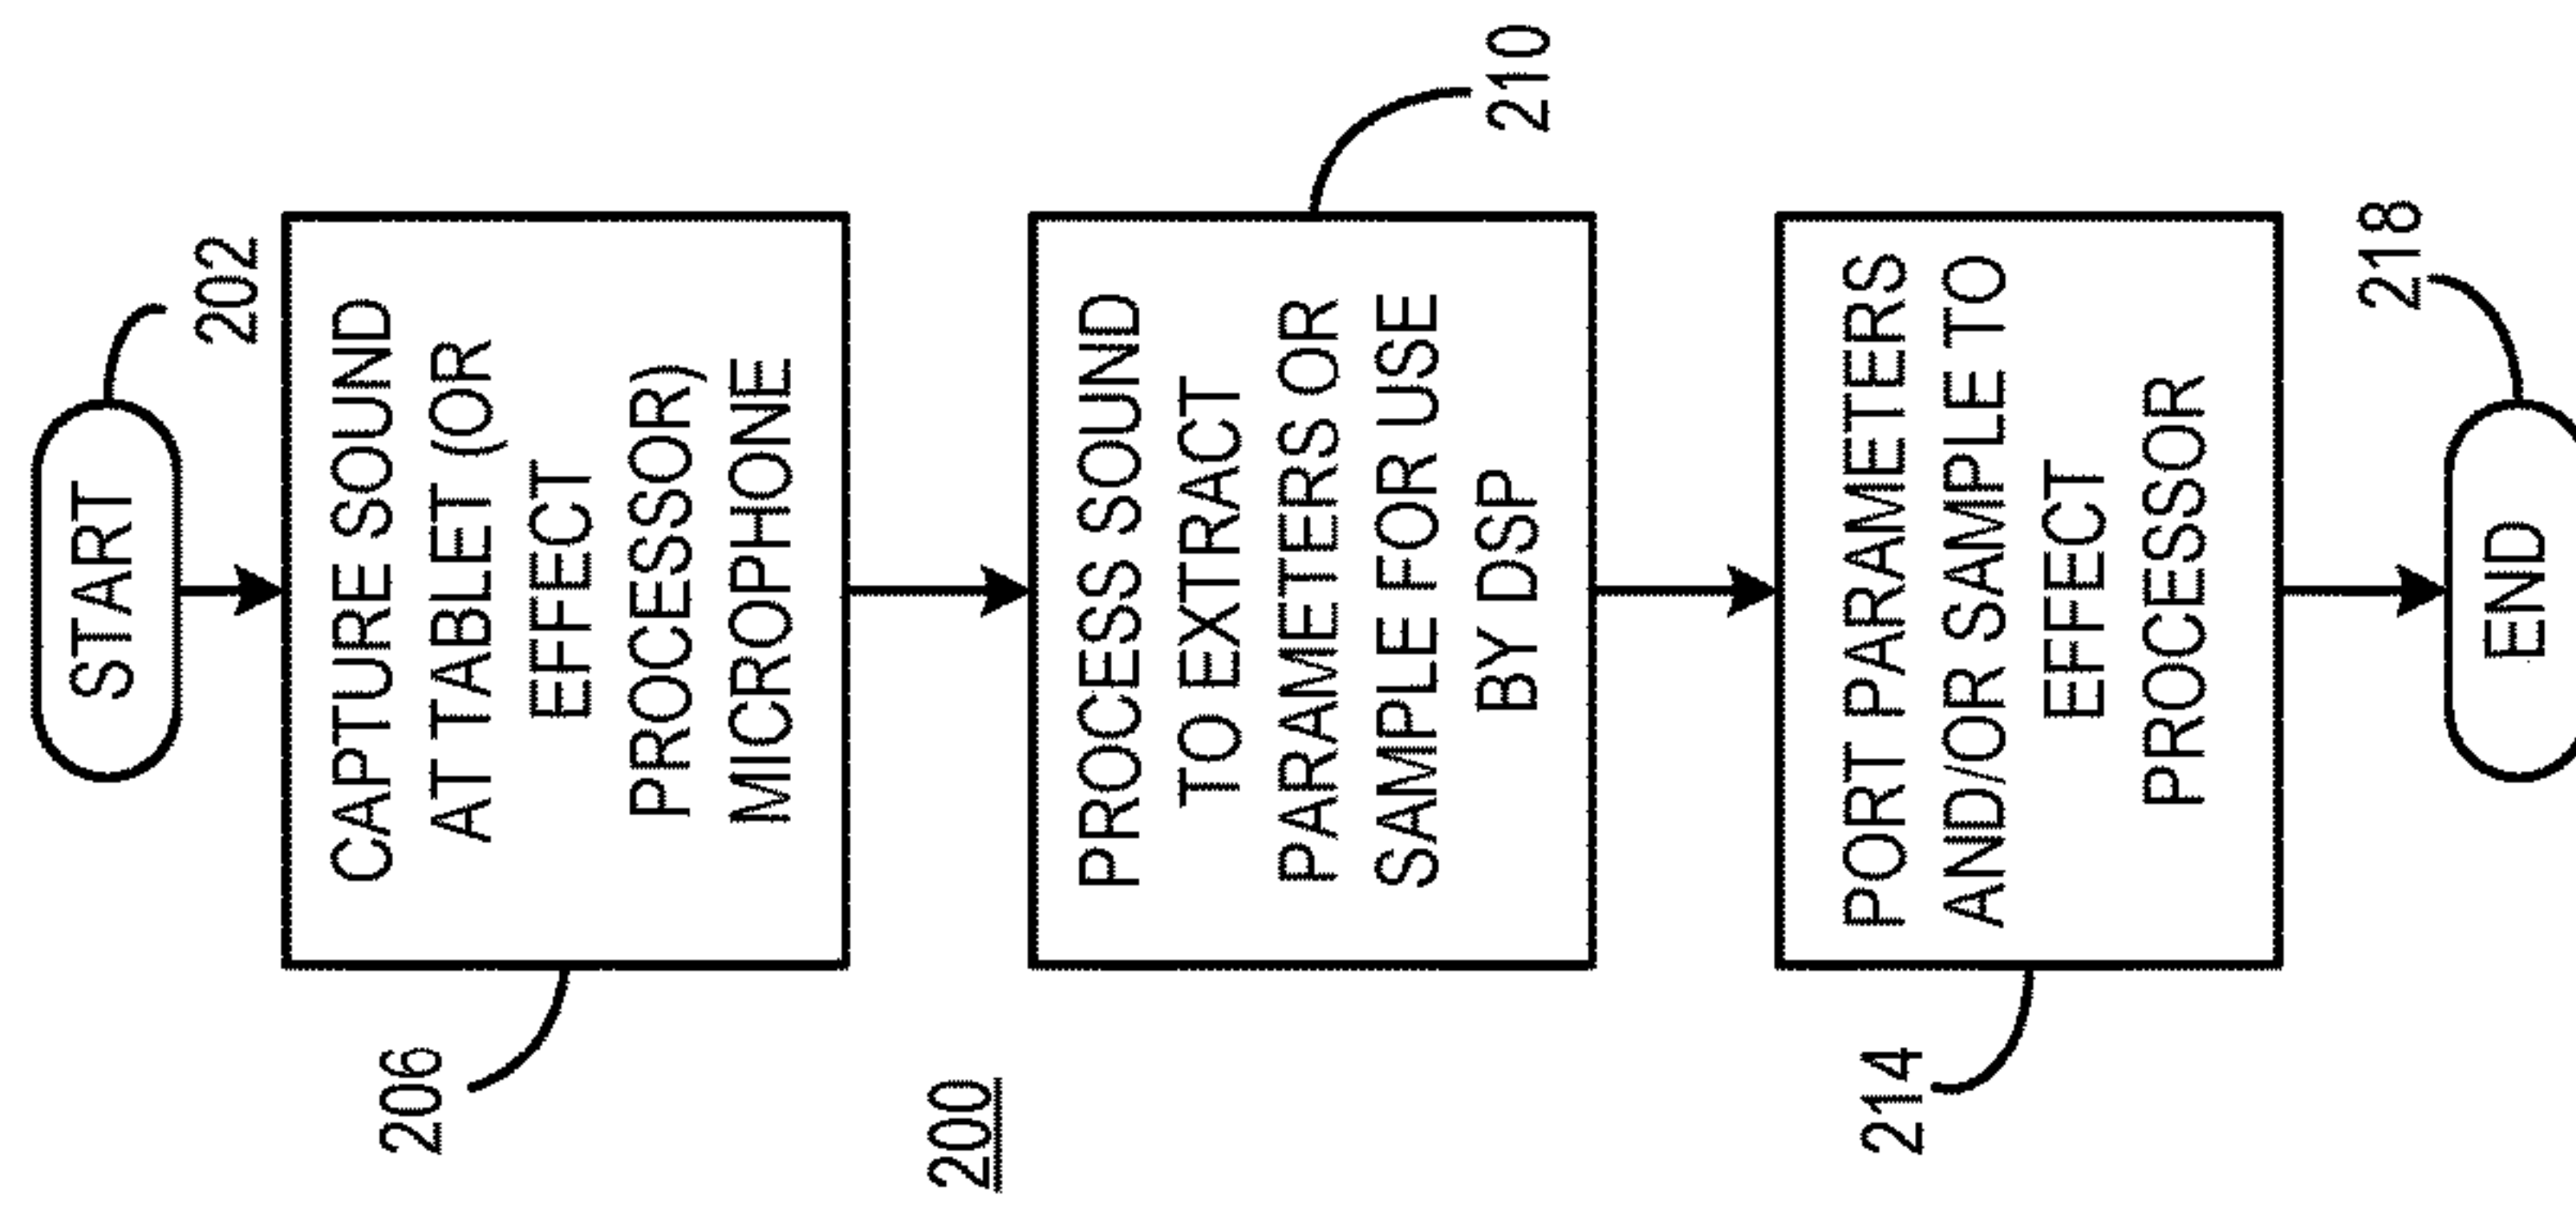 START
202
CAPTURE SOUND
AT TABLET (OR
EFFECT
PROCESSOR)
MICROPHONE
206
PROCESS SOUND
TO EXTRACT
PARAMETERS OR
SAMPLE FOR USE
BY DSP
210
200
PORT PARAMETERS
AND/OR SAMPLE TO
EFFECT
PROCESSOR
214
END
218